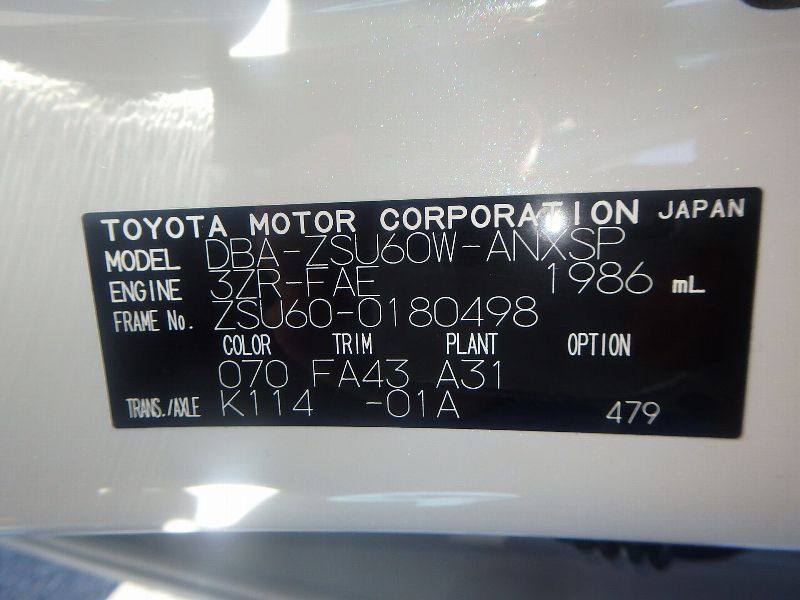 TOYOTA MOTOR CORPORATION JAPAN
MODEL DBA-ZSU60W-ANXSP
ENGINE 3ZR-FAE 1986 mL
FRAME No. ZSU60-0180498
COLOR TRIM PLANT OPTION
070 FA43 A31
TRANS./AXLE K114 -01A 479